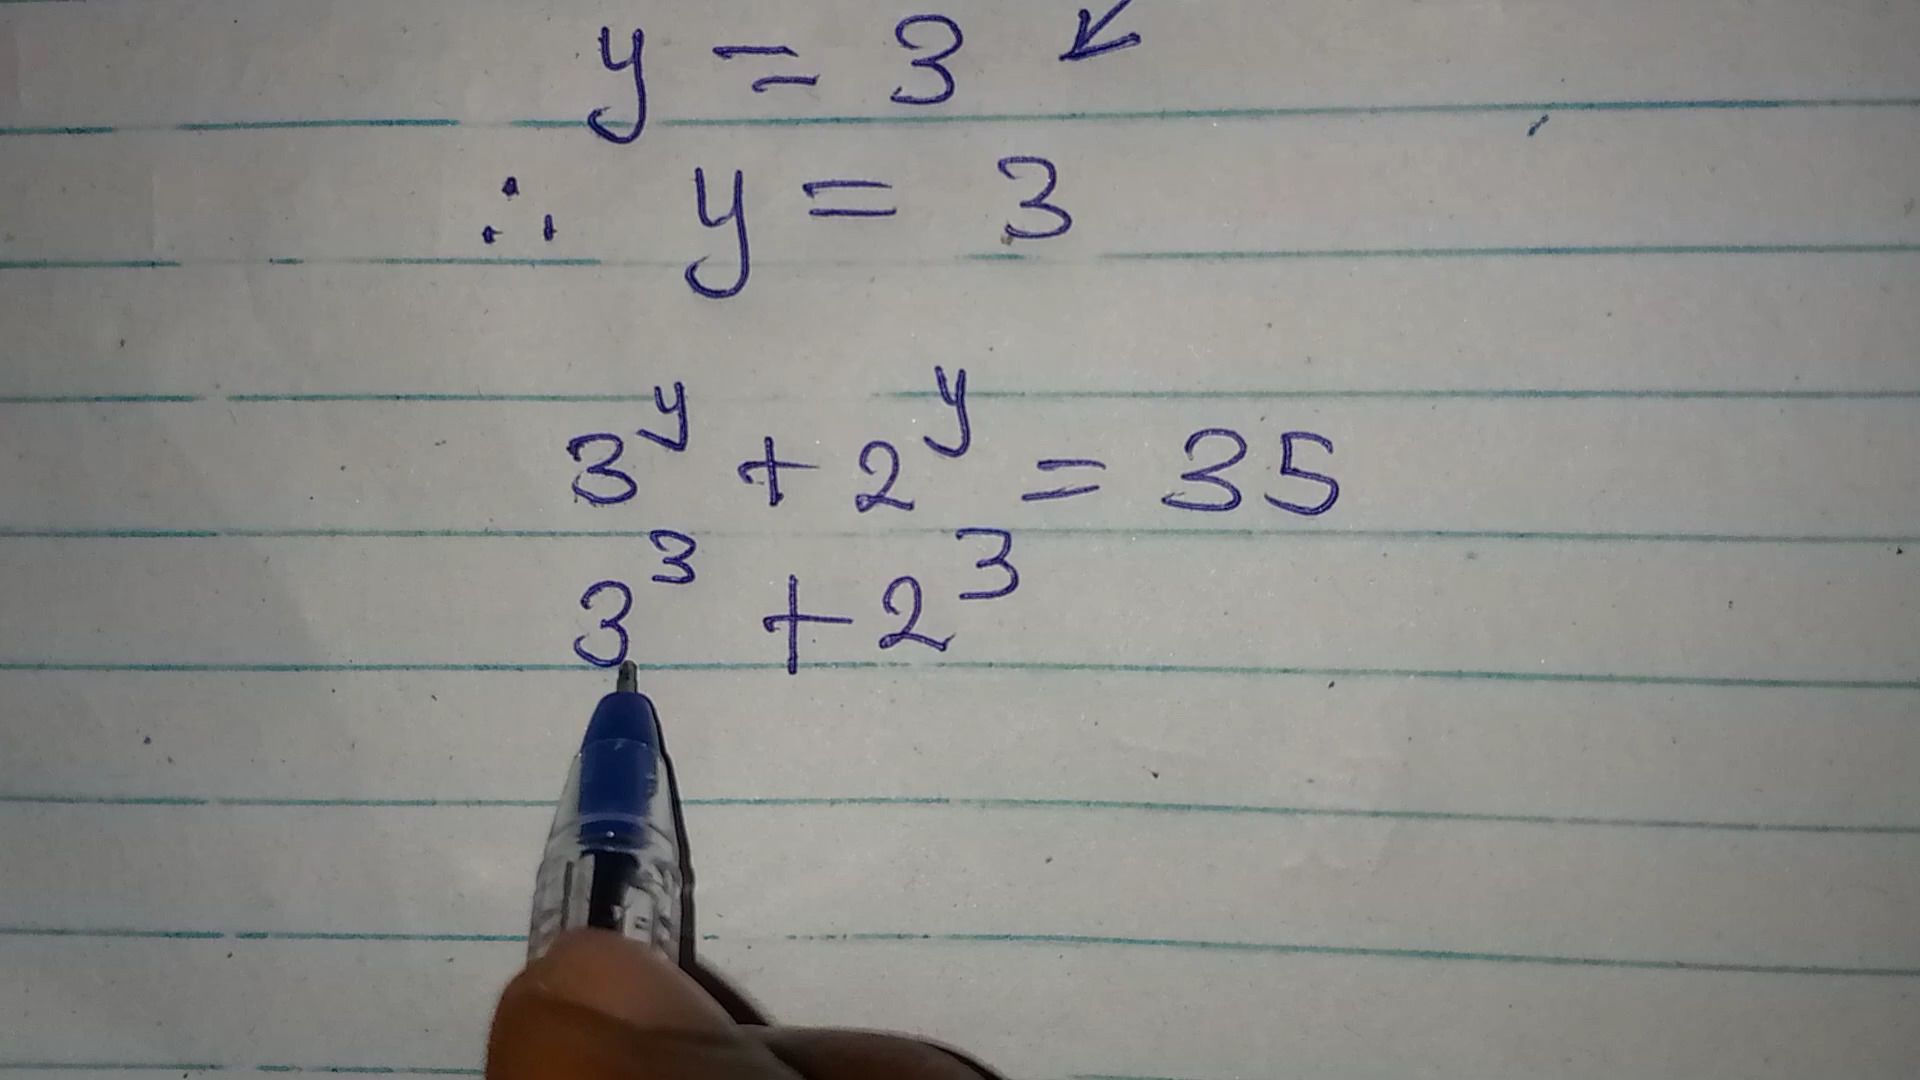 y = 3 ↙
∴ y = 3
3^y + 2^y = 35
3^3 + 2^3